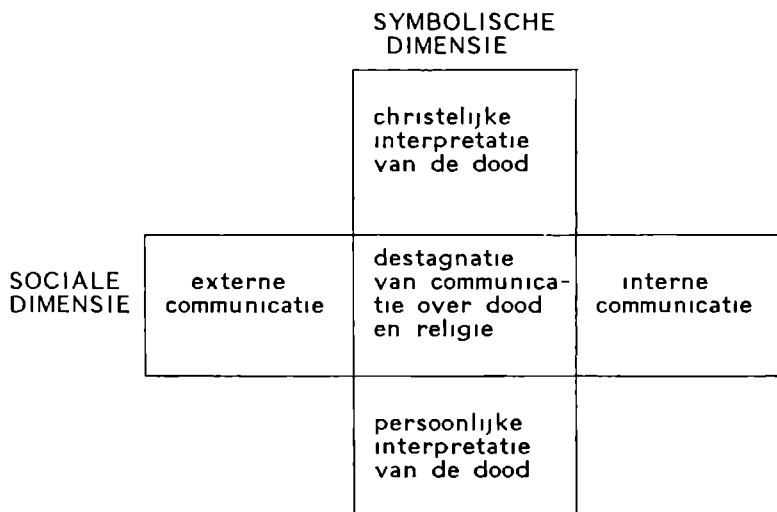 SYMBOLISCHE
DIMENSIE
christelijke
interpretatie
van de dood
SOCIALE
DIMENSIE
externe
communicatie
destagnatie
van communica-
tie over dood
en religie
interne
communicatie
persoonlijke
interpretatie
van de dood